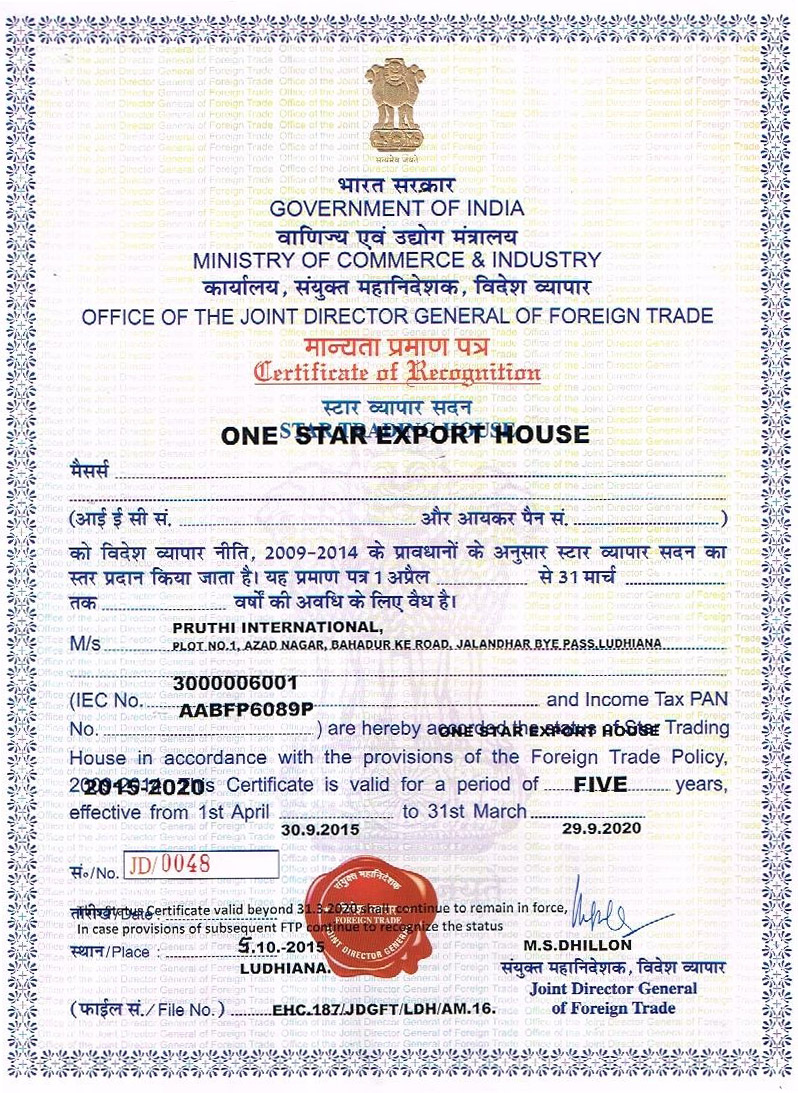 सत्यमेव जयते
भारत सरकार
GOVERNMENT OF INDIA
वाणिज्य एवं उद्योग मंत्रालय
MINISTRY OF COMMERCE & INDUSTRY
कार्यालय, संयुक्त महानिदेशक, विदेश व्यापार
OFFICE OF THE JOINT DIRECTOR GENERAL OF FOREIGN TRADE
मान्यता प्रमाण पत्र
Certificate of Recognition
स्टार व्यापार सदन
STAR TRADING HOUSE
ONE STAR EXPORT HOUSE
मैसर्स
(आई ई सी सं. और आयकर पैन सं. )
को विदेश व्यापार नीति, 2009-2014 के प्रावधानों के अनुसार स्टार व्यापार सदन का
स्तर प्रदान किया जाता है। यह प्रमाण पत्र 1 अप्रैल से 31 मार्च
तक वर्षों की अवधि के लिए वैध है।
PRUTHI INTERNATIONAL,
M/s PLOT NO.1, AZAD NAGAR, BAHADUR KE ROAD, JALANDHAR BYE PASS,LUDHIANA
3000006001
(IEC No. and Income Tax PAN
AABFP6089P
No. ) are hereby accorded the status of Star Trading
ONE STAR EXPORT HOUSE
House in accordance with the provisions of the Foreign Trade Policy,
2015-2020 This Certificate is valid for a period of FIVE years,
effective from 1st April to 31st March
30.9.2015 29.9.2020
सं॰/No. JD/0048
संयुक्त महानिदेशक
विदेश व्यापार
FOREIGN TRADE
JOINT DIRECTOR GENERAL
तारीख/Date
Certificate valid beyond 31.3.2020 shall continue to remain in force,
In case provisions of subsequent FTP continue to recognize the status
स्थान/Place : 5.10.-2015
LUDHIANA.
M.S.DHILLON
संयुक्त महानिदेशक, विदेश व्यापार
Joint Director General
of Foreign Trade
(फाईल सं./ File No. ) EHC.187/JDGFT/LDH/AM.16.